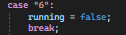 case "6":
running = false;
break;